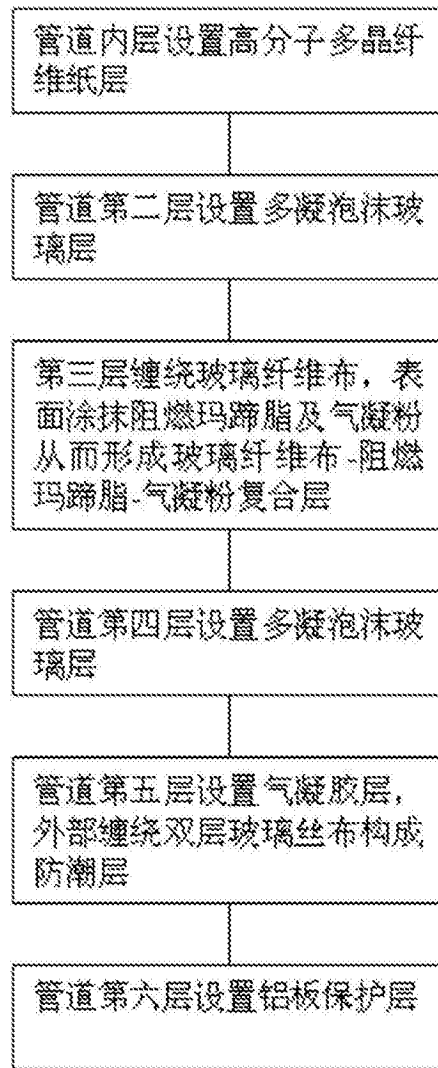 管道内层设置高分子多晶纤
维纸层
管道第二层设置多凝泡沫玻
璃层
第三层缠绕玻璃纤维布，表
面涂抹阻燃玛蹄脂及气凝粉
从而形成玻璃纤维布-阻燃
玛蹄脂-气凝粉复合层
管道第四层设置多凝泡沫玻
璃层
管道第五层设置气凝胶层，
外部缠绕双层玻璃丝布构成
防潮层
管道第六层设置铝板保护层